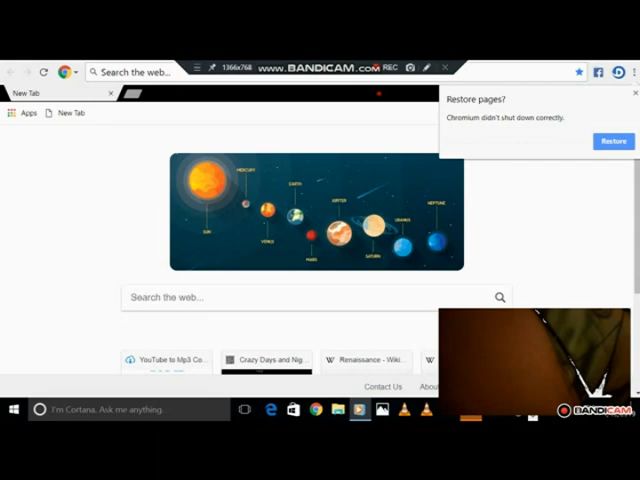 Search the web...
1366x768
WWW.BANDICAM.COM
REC
New Tab
Restore pages?
Chromium didn't shut down correctly.
Restore
Apps
New Tab
SUN
MERCURY
VENUS
EARTH
MARS
JUPITER
SATURN
URANUS
NEPTUNE
Search the web...
YouTube to Mp3 Co...
Crazy Days and Nig...
Renaissance - Wiki...
Contact Us
About
I'm Cortana. Ask me anything.
BANDICAM